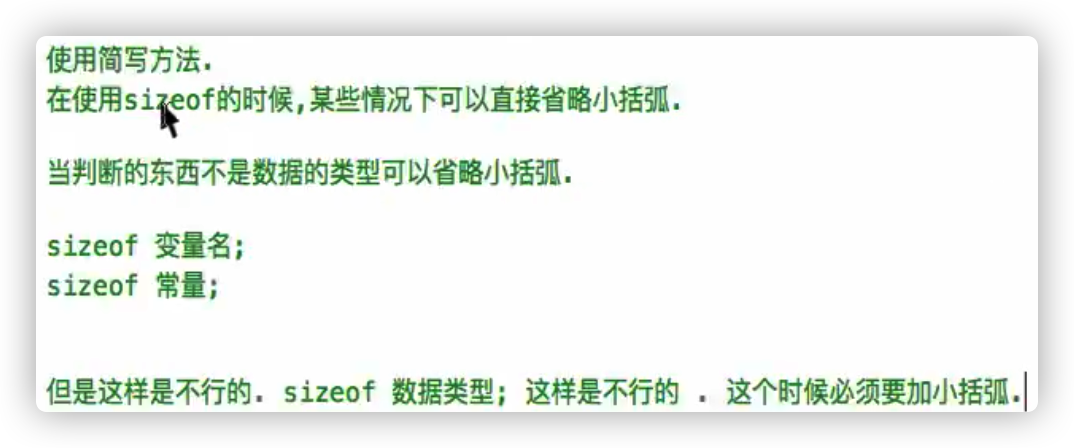 使用简写方法.
在使用sizeof的时候,某些情况下可以直接省略小括弧.
当判断的东西不是数据的类型可以省略小括弧.
sizeof 变量名;
sizeof 常量;
但是这样是不行的. sizeof 数据类型; 这样是不行的 . 这个时候必须要加小括弧.